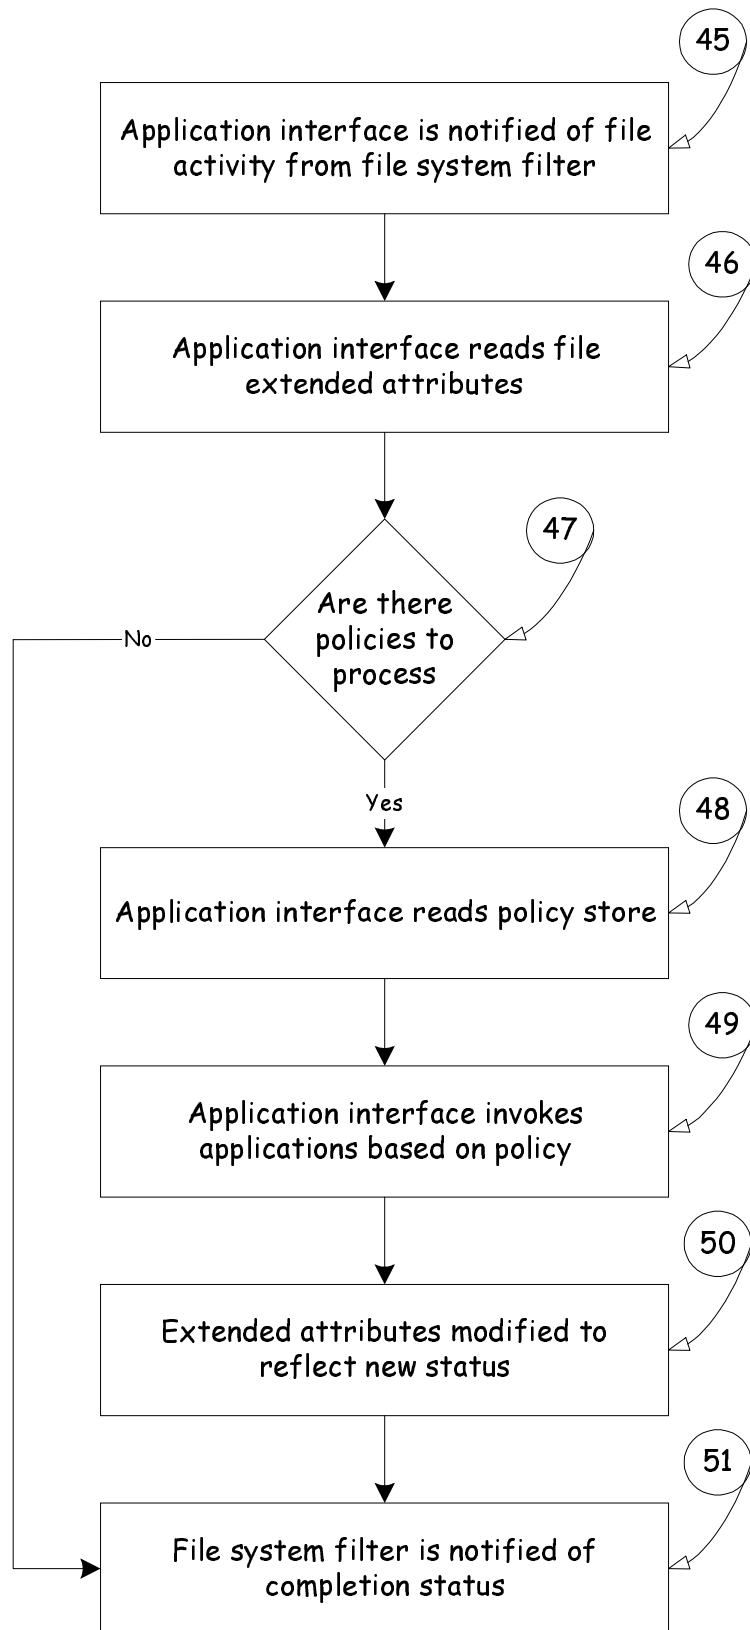 45
Application interface is notified of file
activity from file system filter
46
Application interface reads file
extended attributes
47
Are there
policies to
process
No
Yes
48
Application interface reads policy store
49
Application interface invokes
applications based on policy
50
Extended attributes modified to
reflect new status
51
File system filter is notified of
completion status